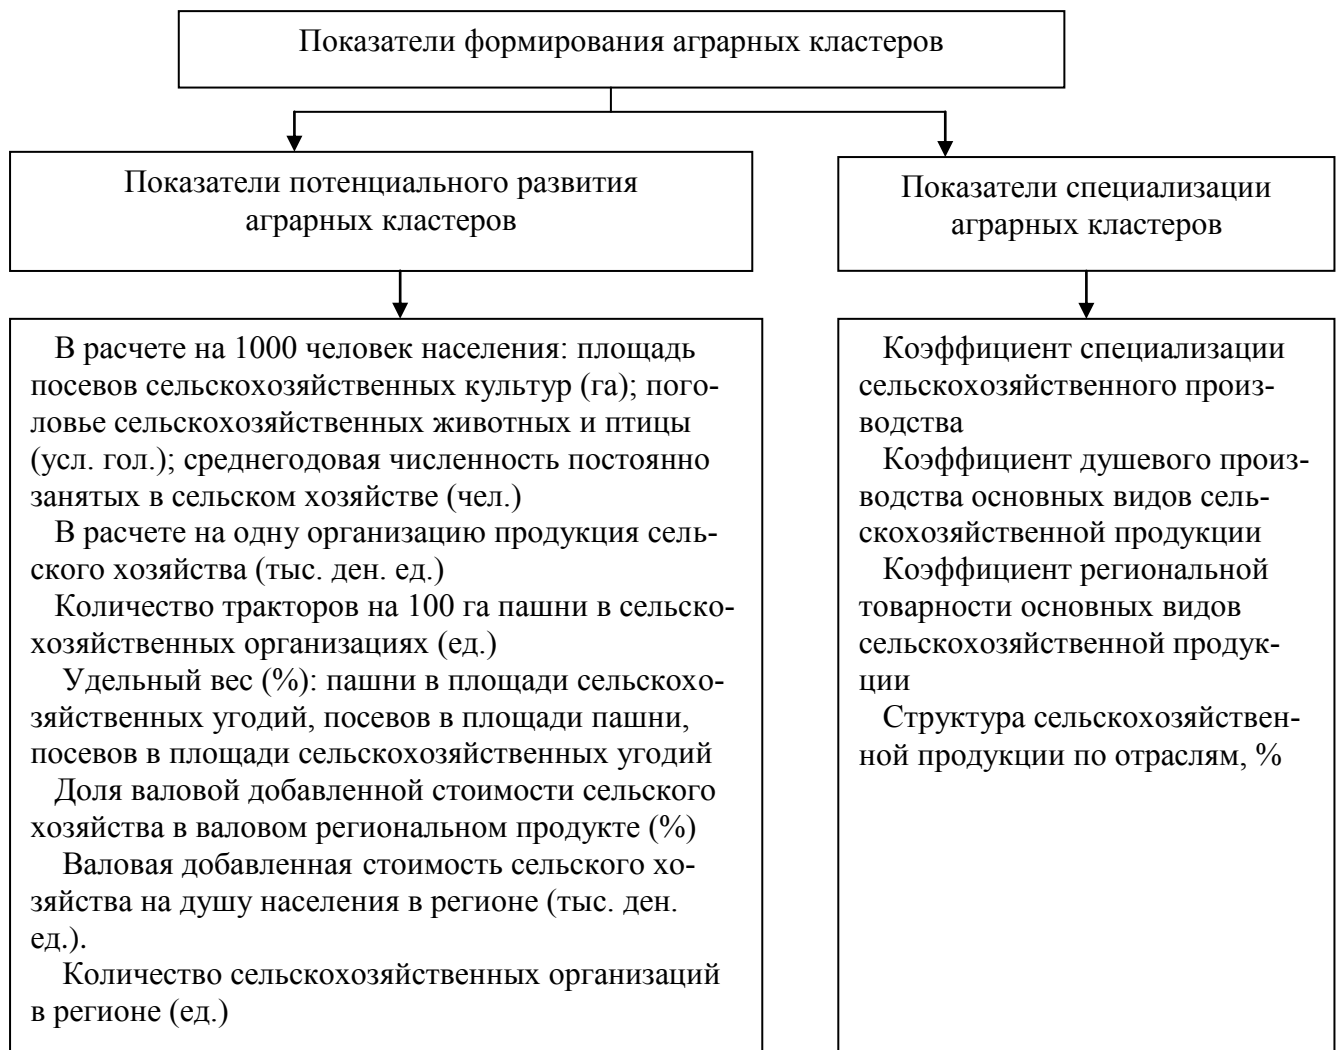 Показатели формирования аграрных кластеров
Показатели потенциального развития
аграрных кластеров
Показатели специализации
аграрных кластеров
В расчете на 1000 человек населения: площадь
посевов сельскохозяйственных культур (га); пого-
ловье сельскохозяйственных животных и птицы
(усл. гол.); среднегодовая численность постоянно
занятых в сельском хозяйстве (чел.)
В расчете на одну организацию продукция сель-
ского хозяйства (тыс. ден. ед.)
Количество тракторов на 100 га пашни в сельско-
хозяйственных организациях (ед.)
Удельный вес (%): пашни в площади сельскохо-
зяйственных угодий, посевов в площади пашни,
посевов в площади сельскохозяйственных угодий
Доля валовой добавленной стоимости сельского
хозяйства в валовом региональном продукте (%)
Валовая добавленная стоимость сельского хо-
зяйства на душу населения в регионе (тыс. ден.
ед.).
Количество сельскохозяйственных организаций
в регионе (ед.)
Коэффициент специализации
сельскохозяйственного произ-
водства
Коэффициент душевого произ-
водства основных видов сель-
скохозяйственной продукции
Коэффициент региональной
товарности основных видов
сельскохозяйственной продук-
ции
Структура сельскохозяйствен-
ной продукции по отраслям, %